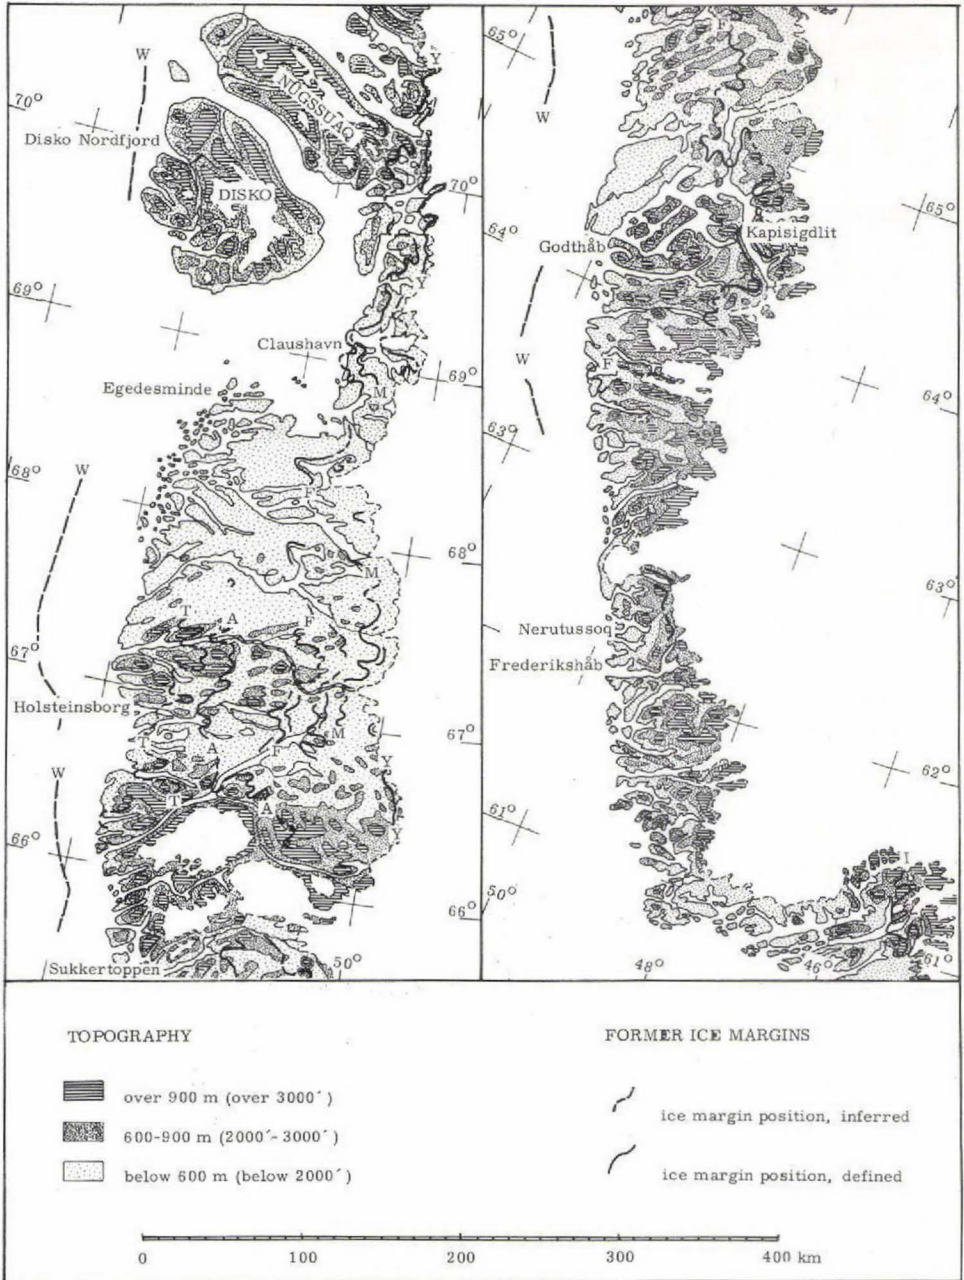 W
Y
70°
NÛGSSUAQ
D
Disko Nordfjord
DISKO
D
70°
69°
Y
Claushavn
69°
Egedesminde
M
68°
W
F
68°
M
T
A
F
67°
Holsteinsborg
T
A
F
M
67°
W
Y
T
A
Y
66°
66°
Sukkertoppen
50°
65°
F
W
65°
64°
Godthåb
Kapisigdlit
W
F
64°
63°
63°
Nerutussoq
Frederikshåb
62°
61°
50°
I
48°
46°
61°
TOPOGRAPHY
over 900 m (over 3000´)
600-900 m (2000´- 3000´)
below 600 m (below 2000´)
FORMER ICE MARGINS
ice margin position, inferred
ice margin position, defined
0 100 200 300 400 km